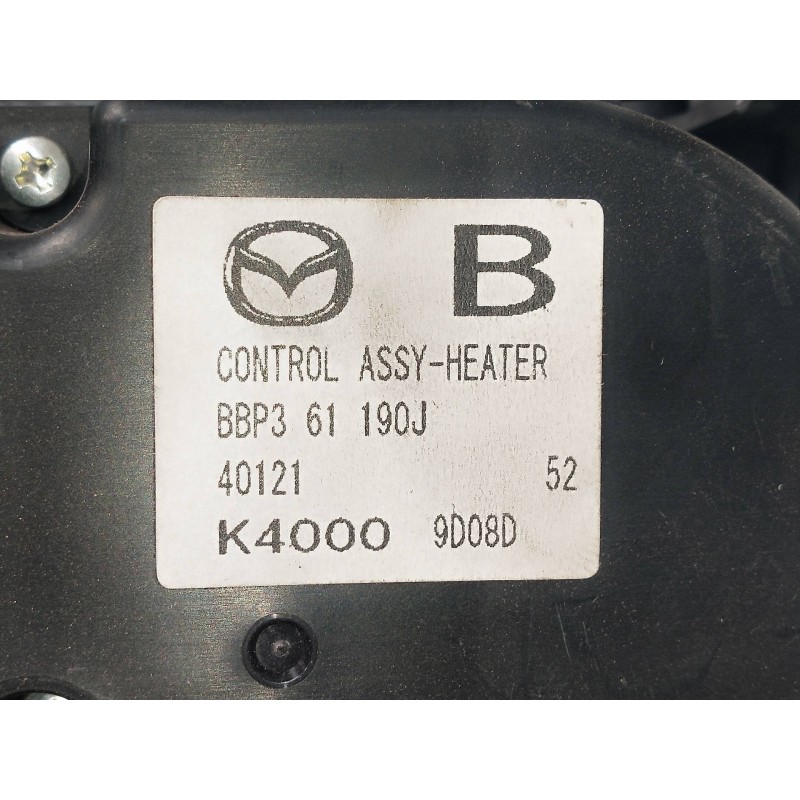 B
CONTROL ASSY-HEATER
BBP3 61 190J
40121 52
K4000 9D08D